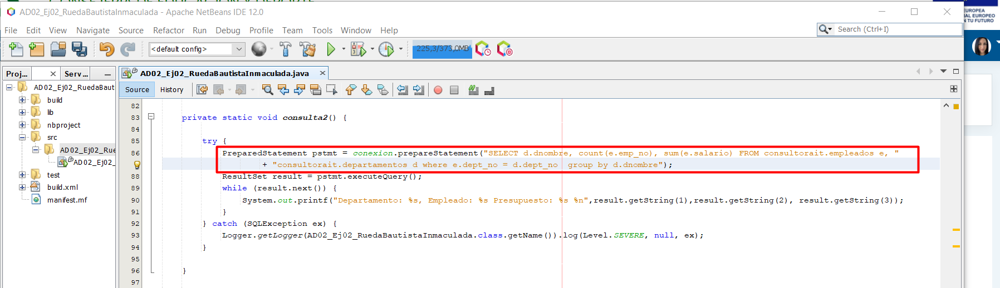 AD02_Ej02_RuedaBautistaInmaculada - Apache NetBeans IDE 12.0
UROPEA
AL EUROPEO
N TU FUTURO
File Edit View Navigate Source Refactor Run Debug Profile Team Tools Window Help
Search (Ctrl+I)
<default config>
225,3/373,0MB
Proj... Serv...
AD02_Ej02_RuedaBautistaInmaculada.java
AD02_Ej02_RuedaBaut
build
lib
nbproject
src
AD02_Ej02_Rue
AD02_Ej02_
test
build.xml
manifest.mf
Source History
82
83 private static void consulta2() {
84
85 try {
86 PreparedStatement pstmt = conexion.prepareStatement("SELECT d.dnombre, count(e.emp_no), sum(e.salario) FROM consultorait.empleados e, "
+ "consultorait.departamentos d where e.dept_no = d.dept_no  group by d.dnombre");
88 ResultSet result = pstmt.executeQuery();
89 while (result.next()) {
90 System.out.printf("Departamento: %s, Empleado: %s Presupuesto: %s %n",result.getString(1),result.getString(2), result.getString(3));
91 }
92 } catch (SQLException ex) {
93 Logger.getLogger(AD02_Ej02_RuedaBautistaInmaculada.class.getName()).log(Level.SEVERE, null, ex);
94 }
95
96 }
97